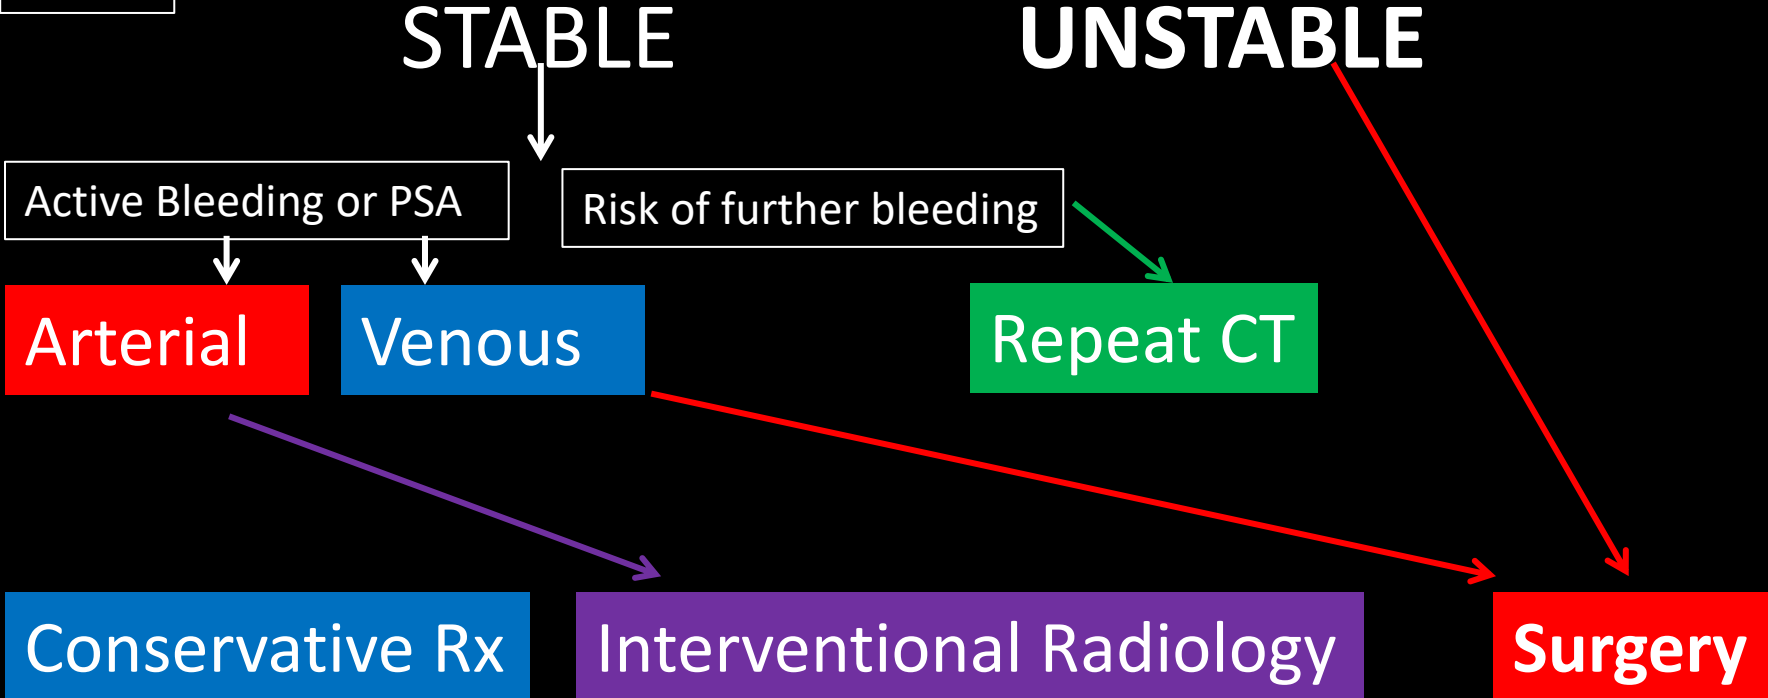 STABLE
UNSTABLE
Active Bleeding or PSA
Risk of further bleeding
Arterial
Venous
Repeat CT
Conservative Rx
Interventional Radiology
Surgery